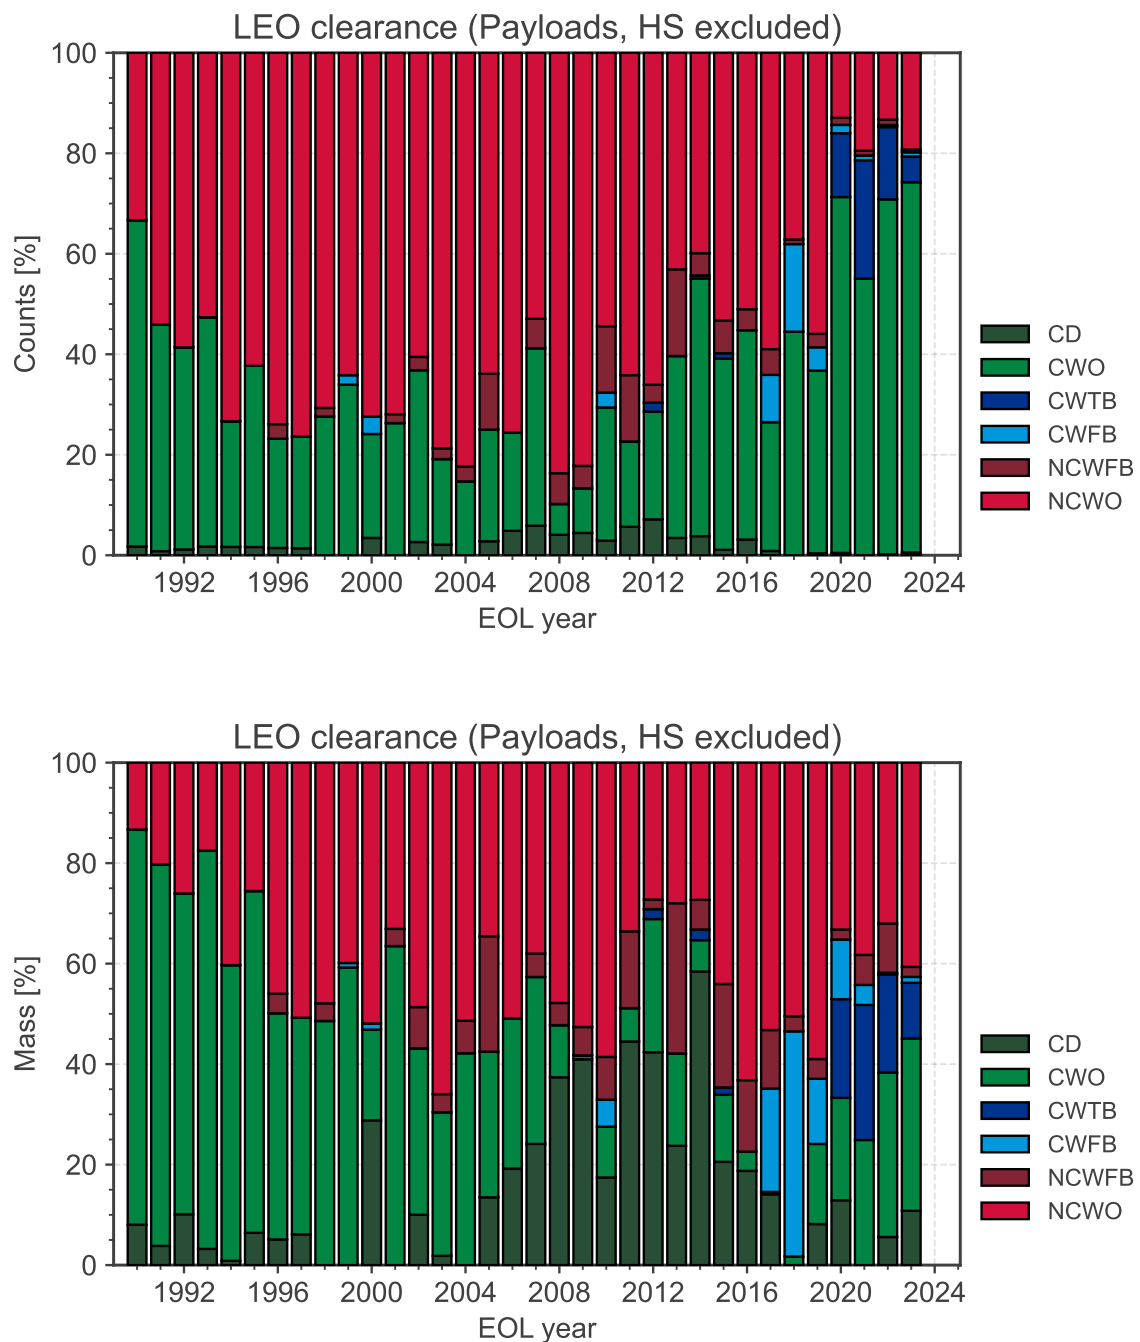 LEO clearance (Payloads, HS excluded)
100
80
60
40
20
0
Counts [%]
1992 1996 2000 2004 2008 2012 2016 2020 2024
EOL year
CD
CWO
CWTB
CWFB
NCWFB
NCWO
LEO clearance (Payloads, HS excluded)
100
80
60
40
20
0
Mass [%]
1992 1996 2000 2004 2008 2012 2016 2020 2024
EOL year
CD
CWO
CWTB
CWFB
NCWFB
NCWO